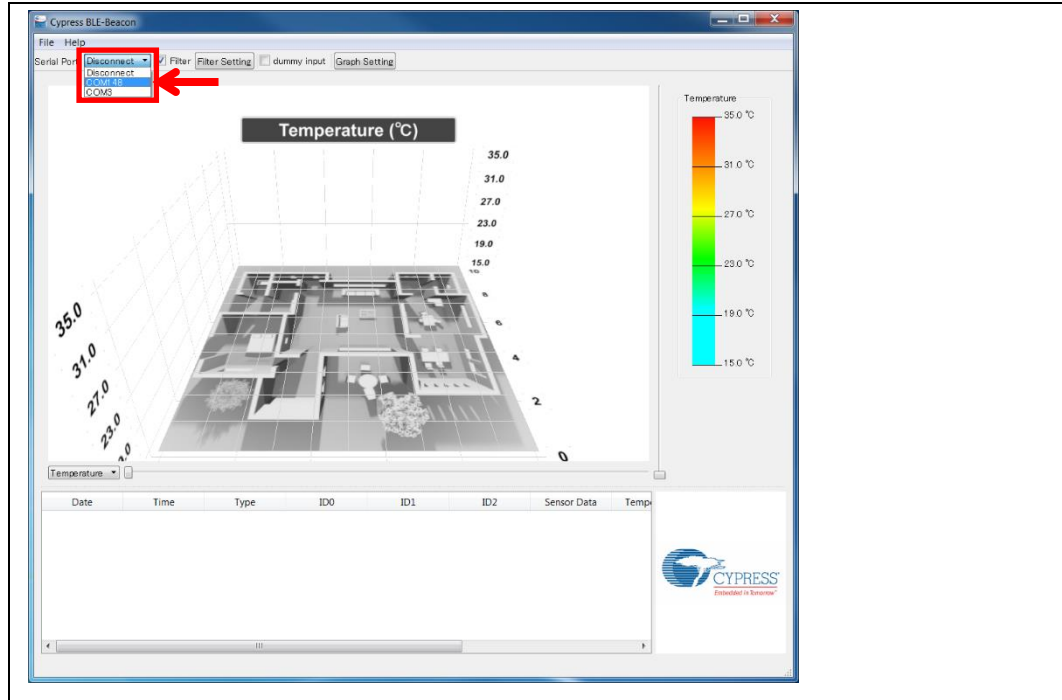 Cypress BLE-Beacon
File Help
Serial Port Disconnect Filter Filter Setting dummy input Graph Setting
Disconnect
COM148
COM3
Temperature (℃)
35.0
31.0
27.0
23.0
19.0
15.0
10
8
6
4
2
0
35.0
31.0
27.0
23.0
Temperature
35.0 ℃
31.0 ℃
27.0 ℃
23.0 ℃
19.0 ℃
15.0 ℃
Temperature
Date Time Type ID0 ID1 ID2 Sensor Data Tempe
CYPRESS
Embedded in Tomorrow™